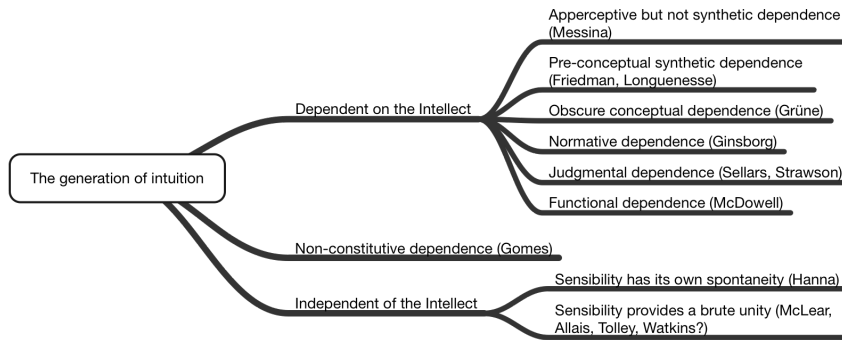 Apperceptive but not synthetic dependence
(Messina)
Pre-conceptual synthetic dependence
(Friedman, Longuenesse)
Dependent on the Intellect
Obscure conceptual dependence (Grüne)
Normative dependence (Ginsborg)
Judgmental dependence (Sellars, Strawson)
Functional dependence (McDowell)
The generation of intuition
Non-constitutive dependence (Gomes)
Independent of the Intellect
Sensibility has its own spontaneity (Hanna)
Sensibility provides a brute unity (McLear,
Allais, Tolley, Watkins?)